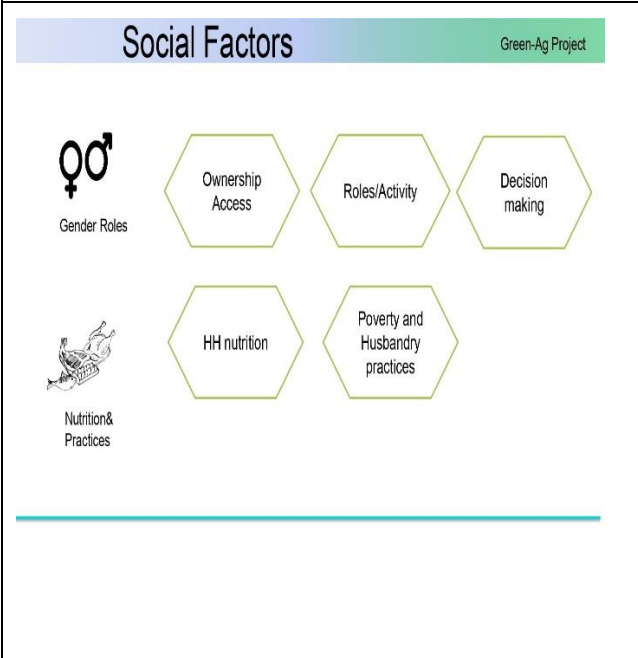 Social Factors
Green-Ag Project
Gender Roles
Ownership
Access
Roles/Activity
Decision
making
Nutrition&
Practices
HH nutrition
Poverty and
Husbandry
practices